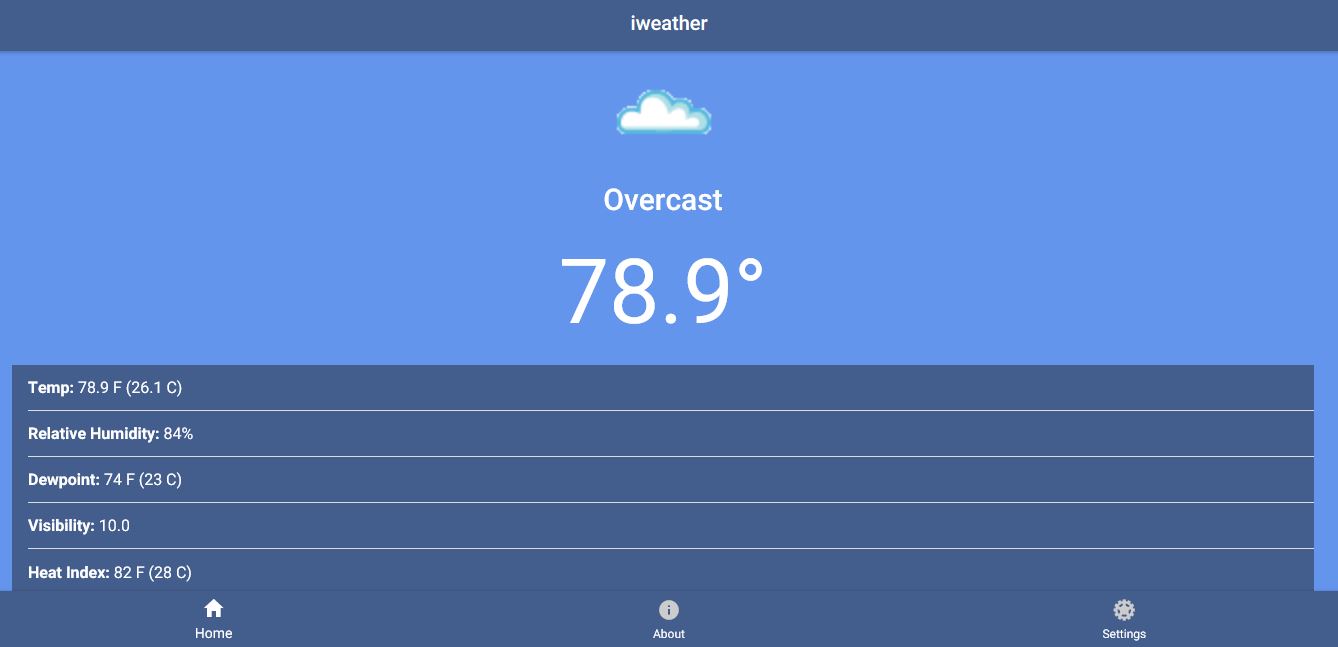 iweather
Overcast
78.9°
Temp: 78.9 F (26.1 C)
Relative Humidity: 84%
Dewpoint: 74 F (23 C)
Visibility: 10.0
Heat Index: 82 F (28 C)
Home
About
Settings